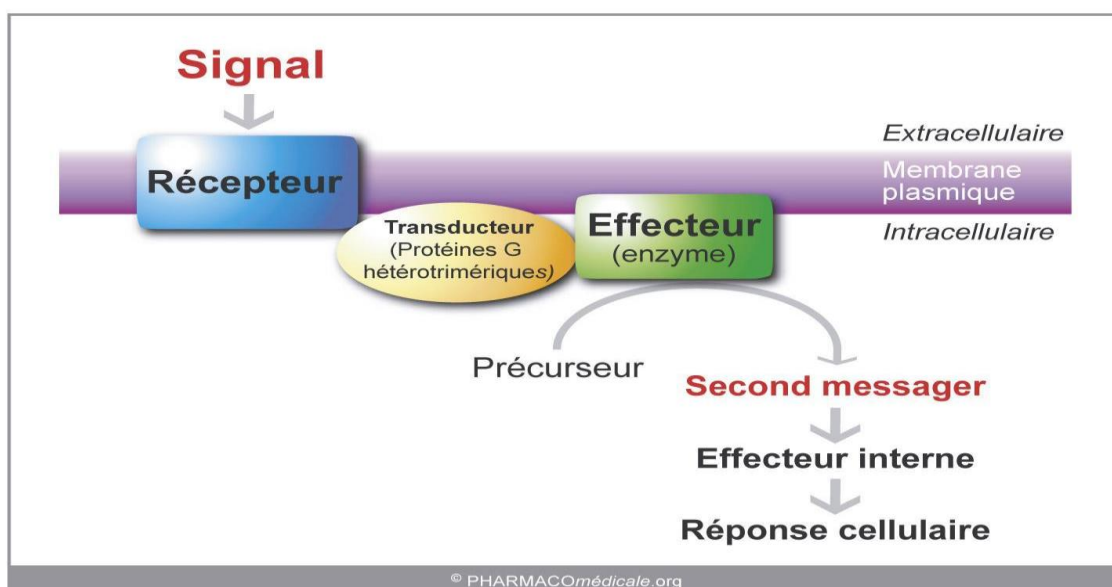 Signal
Récepteur
Extracellulaire
Membrane
plasmique
Intracellulaire
Transducteur
(Protéines G
hétérotrimériques)
Effecteur
(enzyme)
Précurseur
Second messager
Effecteur interne
Réponse cellulaire
© PHARMACOmédicale.org